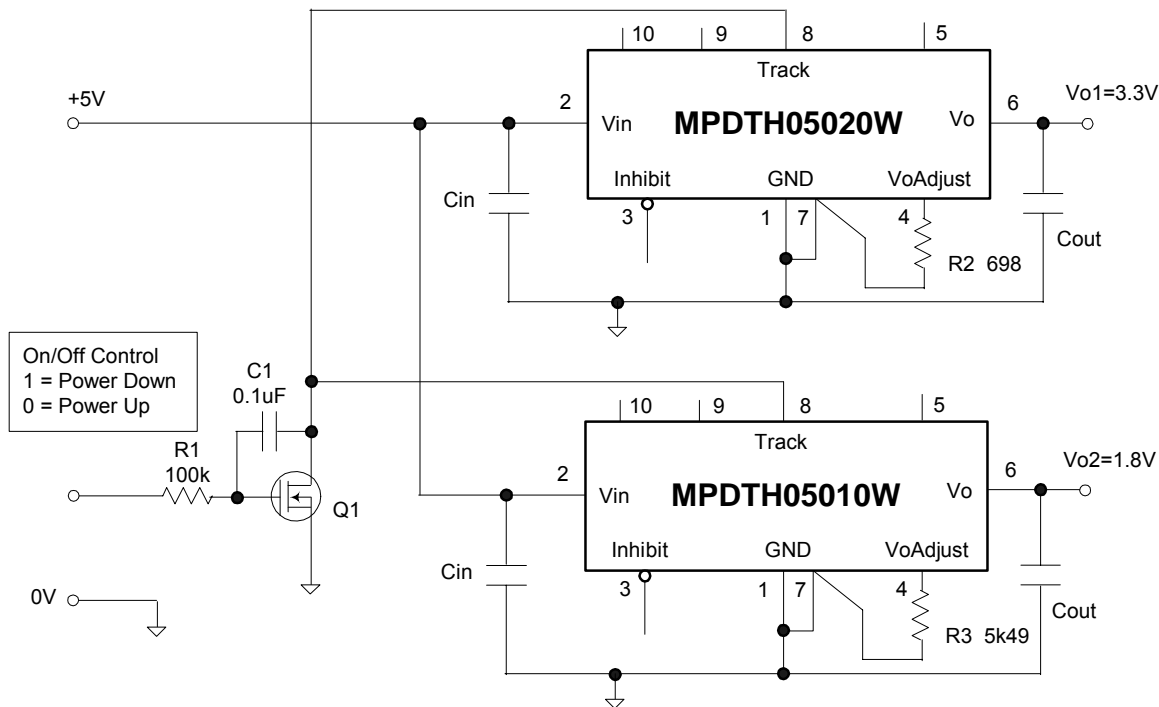 10
9
8
5
Track
+5V
2
Vin
MPDTH05020W
Vo
6
Vo1=3.3V
Inhibit
GND
VoAdjust
Cin
3
1
7
4
Cout
R2 698
On/Off Control
1 = Power Down
0 = Power Up
C1
0.1uF
R1
100k
Q1
0V
10
9
8
5
Track
2
Vin
MPDTH05010W
Vo
6
Vo2=1.8V
Inhibit
GND
VoAdjust
Cin
3
1
7
4
Cout
R3 5k49